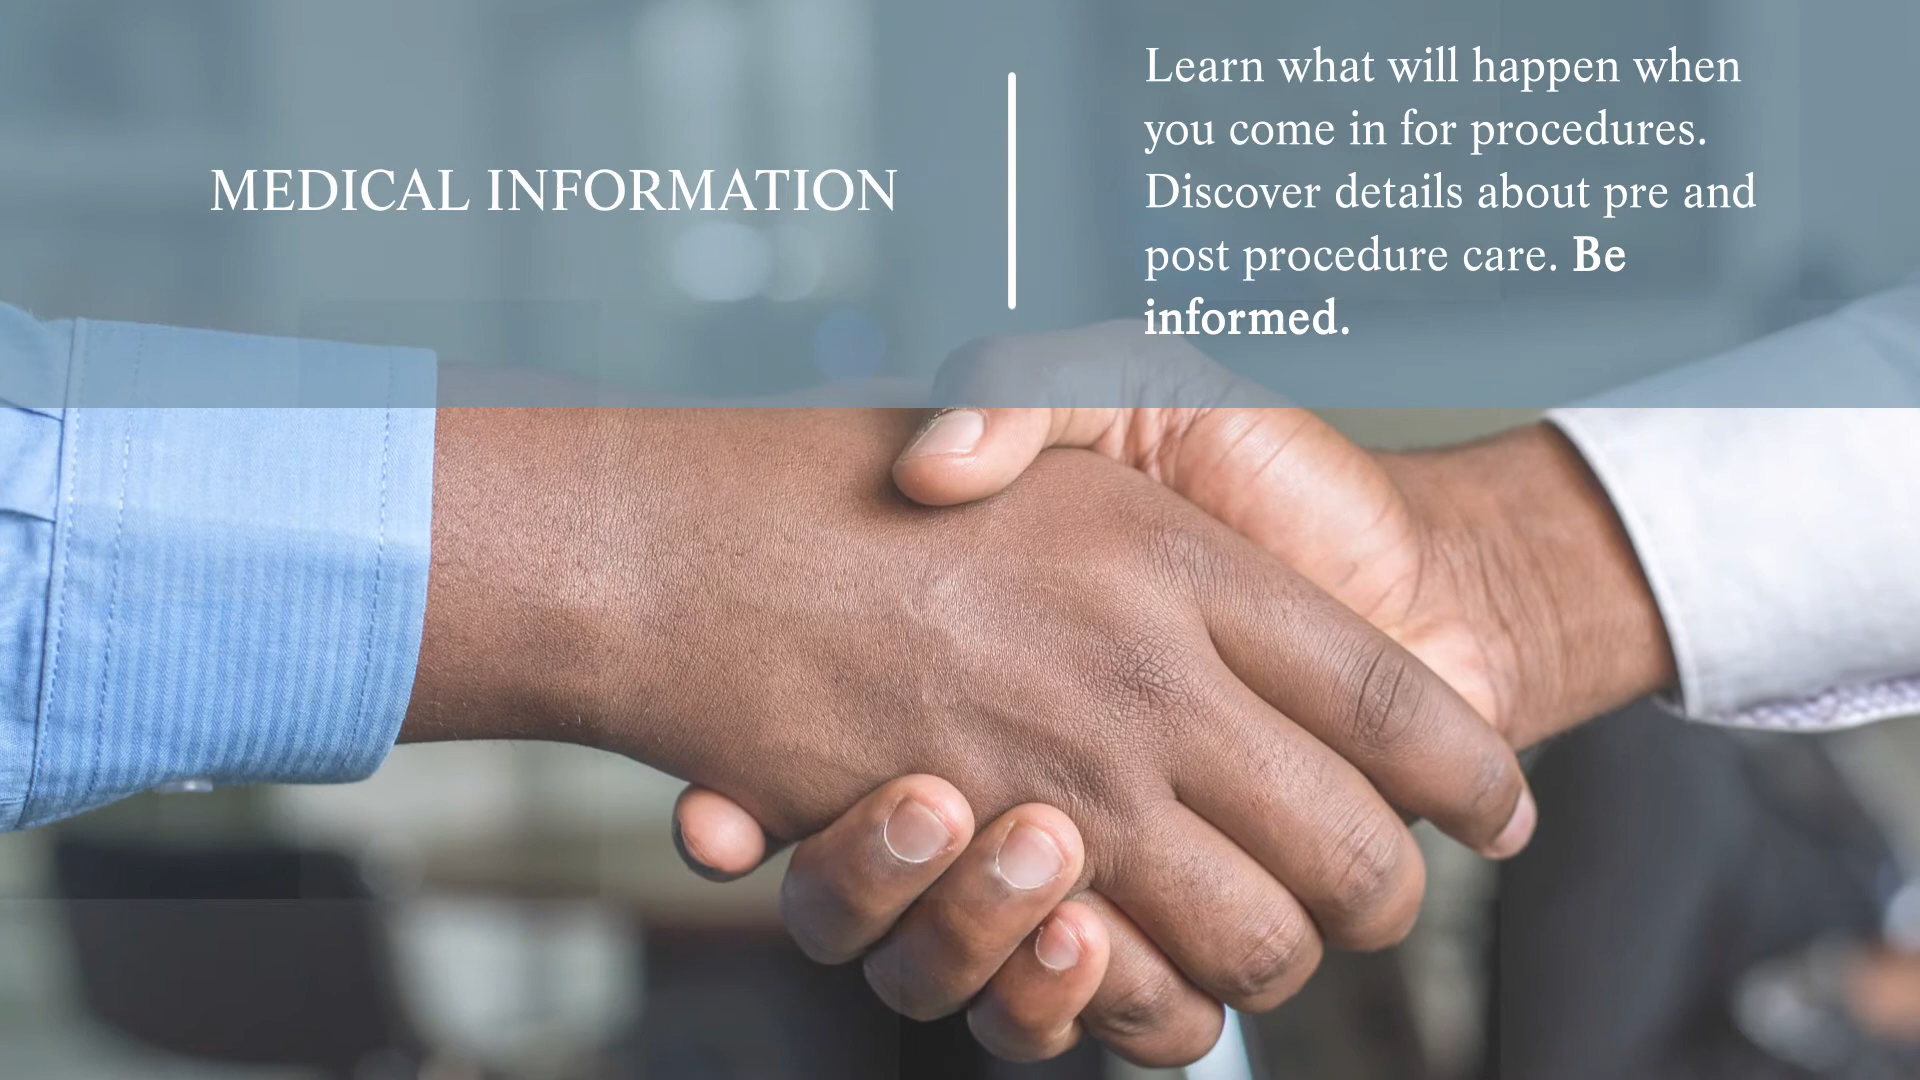 MEDICAL INFORMATION
Learn what will happen when
you come in for procedures.
Discover details about pre and
post procedure care. Be
informed.